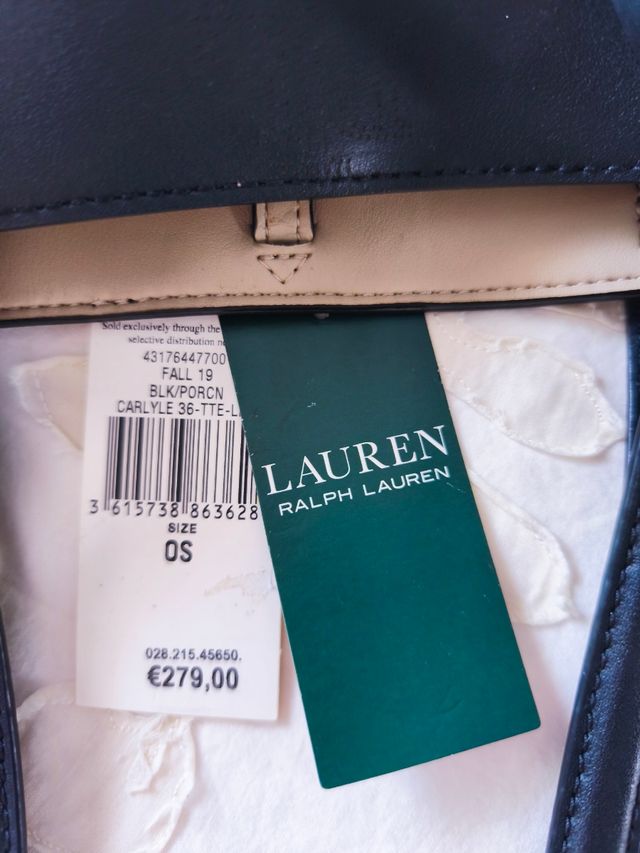 Sold exclusively through the
selective distribution
43176447700
FALL 19
BLK/PORCN
CARLYLE 36-TTE-L
3 615738 863628
SIZE
OS
028.215.45650.
€279,00
LAUREN
RALPH LAUREN